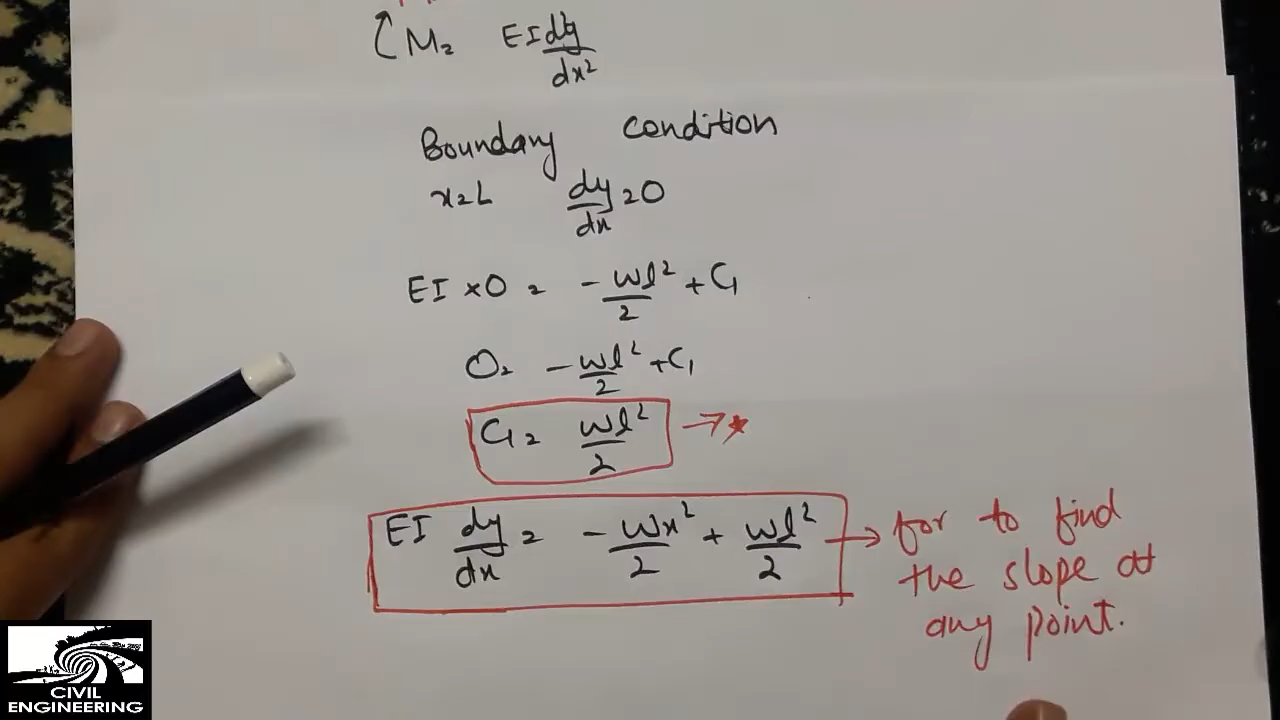 M = EI d²y/dx²
Boundary condition
x=L dy/dx = 0
EI × 0 = - wl²/2 + C₁
0 = - wl²/2 + C₁
C₁ = wl²/2 → *
EI dy/dx = - wx²/2 + wl²/2 → for to find
the slope at
any point.
CIVIL
ENGINEERING